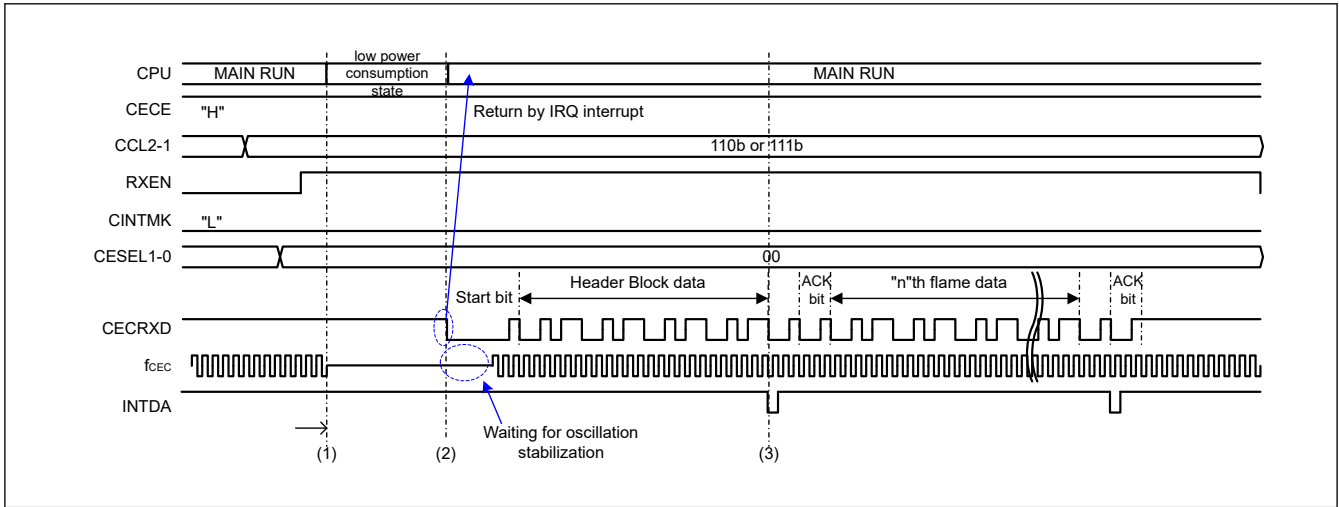 low power
CPU MAIN RUN consumption MAIN RUN
state
CECE "H" Return by IRQ interrupt
CCL2-1 110b or 111b
RXEN
CINTMK "L"
CESEL1-0 00
Header Block data ACK "n"th flame data ACK
Start bit bit bit
CECRXD
fCEC
INTDA
Waiting for oscillation
stabilization
(1) (2) (3)